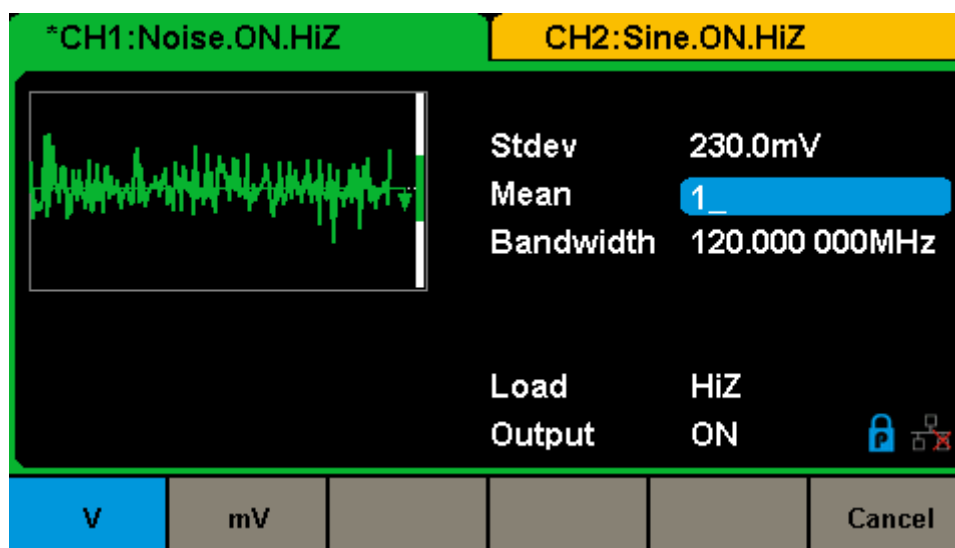 *CH1:Noise.ON.HiZ CH2:Sine.ON.HiZ
Stdev 230.0mV
Mean 1_
Bandwidth 120.000 000MHz
Load HiZ
Output ON
V mV Cancel